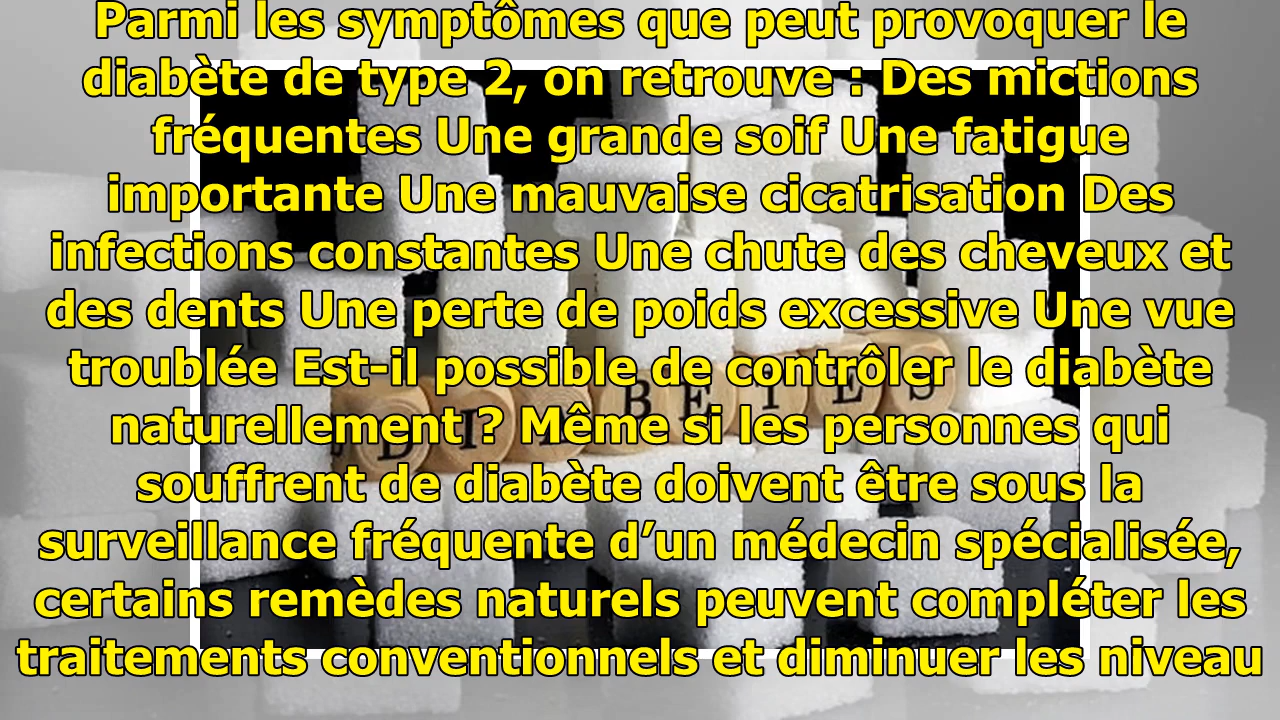 Parmi les symptômes que peut provoquer le
diabète de type 2, on retrouve : Des mictions
fréquentes Une grande soif Une fatigue
importante Une mauvaise cicatrisation Des
infections constantes Une chute des cheveux et
des dents Une perte de poids excessive Une vue
troublée Est-il possible de contrôler le diabète
naturellement ? Même si les personnes qui
souffrent de diabète doivent être sous la
surveillance fréquente d’un médecin spécialisée,
certains remèdes naturels peuvent compléter les
traitements conventionnels et diminuer les niveau
DIABETES